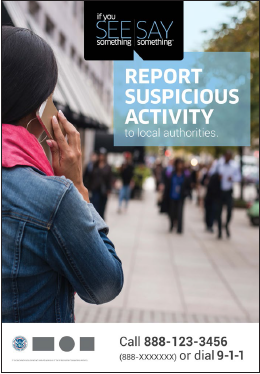 if you
SEE SAY
something something™
REPORT
SUSPICIOUS
ACTIVITY
to local authorities.
Call 888-123-3456
(888-XXXXXXX) or dial 9-1-1